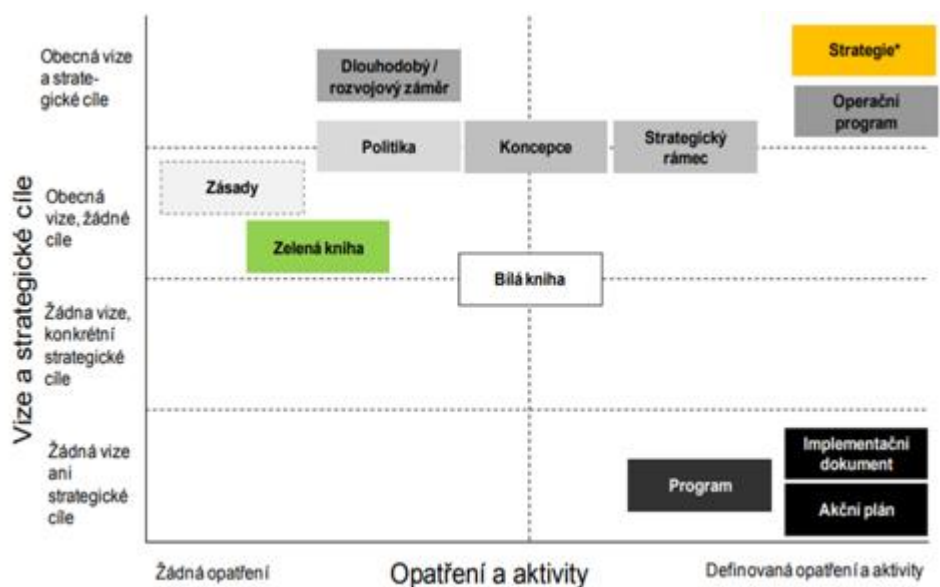 Vize a strategické cíle
Obecná vize
a strate-
gické cíle
Strategie*
Dlouhodobý /
rozvojový záměr
Operační
program
Politika
Koncepce
Strategický
rámec
Zásady
Obecná
vize, žádné
cíle
Zelená kniha
Bílá kniha
Žádna vize,
konkrétní
strategické
cíle
Žádná vize
ani
strategické
cíle
Implementační
dokument
Program
Akční plán
Žádná opatření
Opatření a aktivity
Definovaná opatření a aktivity